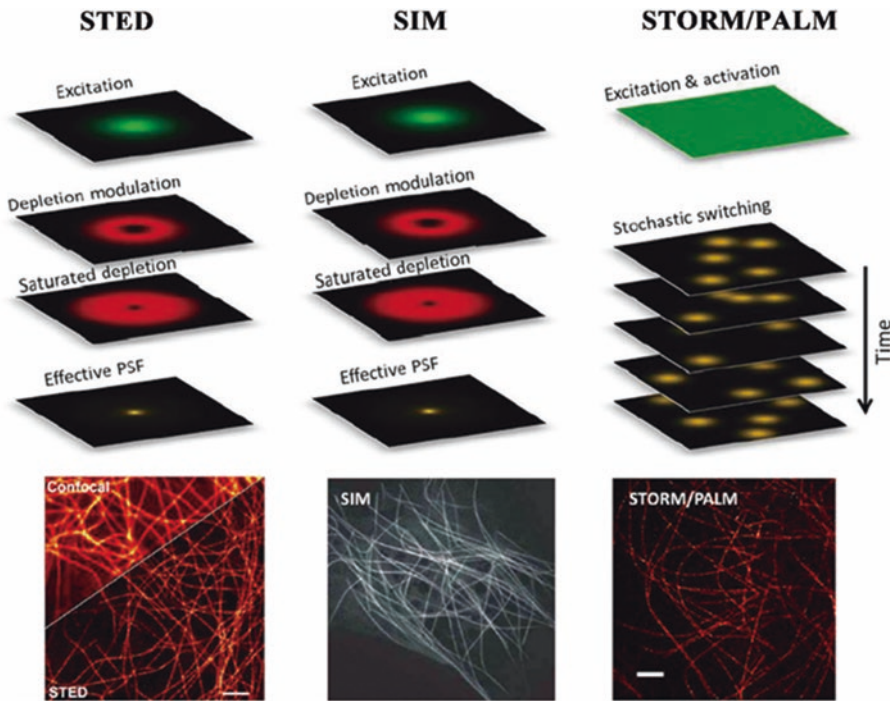 STED
SIM
STORM/PALM
Excitation
Depletion modulation
Saturated depletion
Effective PSF
Excitation
Depletion modulation
Saturated depletion
Effective PSF
Excitation & activation
Stochastic switching
Time
Confocal
STED
SIM
STORM/PALM